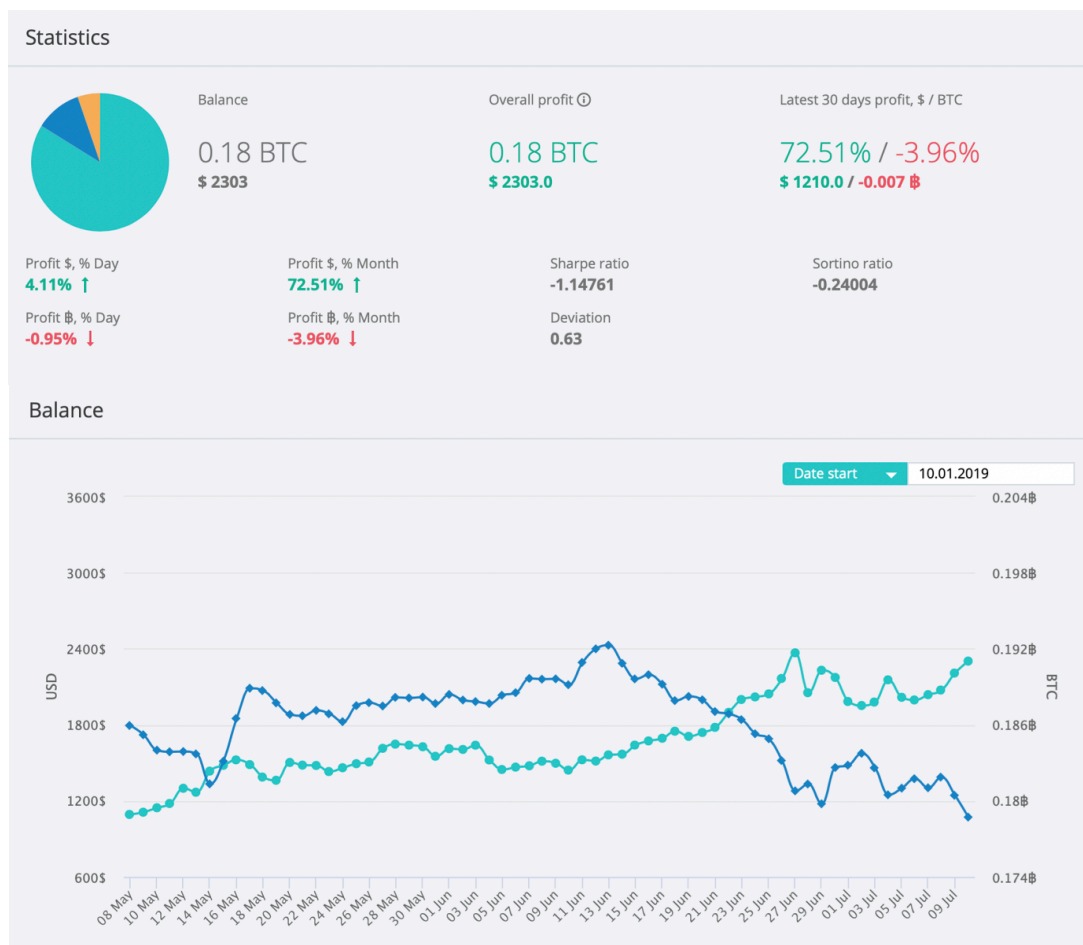 Statistics
Balance
Overall profit
Latest 30 days profit, $ / BTC
0.18 BTC
0.18 BTC
72.51% / -3.96%
$ 2303
$ 2303.0
$ 1210.0 / -0.007 ฿
Profit $, % Day
Profit $, % Month
Sharpe ratio
Sortino ratio
4.11% ↑
72.51% ↑
-1.14761
-0.24004
Profit ฿, % Day
Profit ฿, % Month
Deviation
-0.95% ↓
-3.96% ↓
0.63
Balance
Date start
10.01.2019
3600$
3000$
2400$
1800$
1200$
600$
USD
0.204฿
0.198฿
0.192฿
0.186฿
0.18฿
0.174฿
BTC
08 May
10 May
12 May
14 May
16 May
18 May
20 May
22 May
24 May
26 May
28 May
30 May
01 Jun
03 Jun
05 Jun
07 Jun
09 Jun
11 Jun
13 Jun
15 Jun
17 Jun
19 Jun
21 Jun
23 Jun
25 Jun
27 Jun
29 Jun
01 Jul
03 Jul
05 Jul
07 Jul
09 Jul